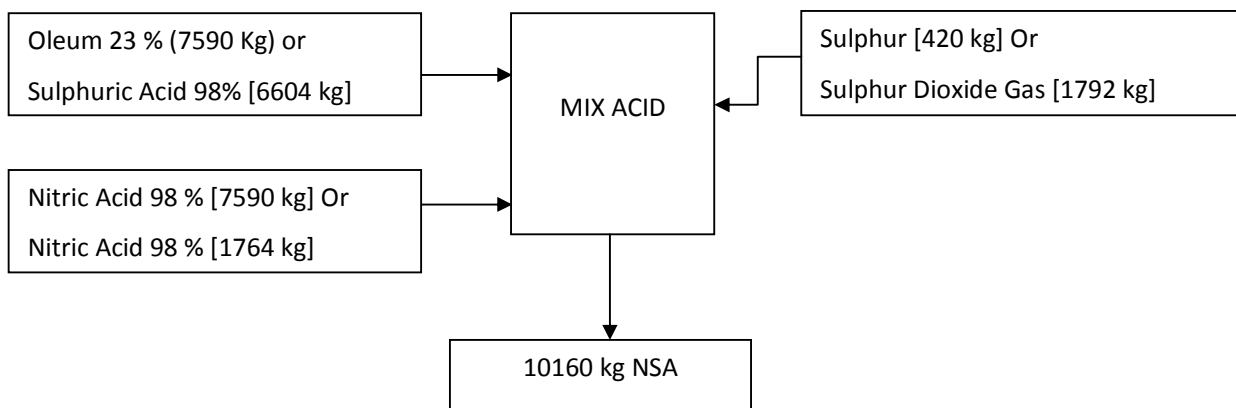 Oleum 23 % (7590 Kg) or
Sulphuric Acid 98% [6604 kg]
Nitric Acid 98 % [7590 kg] Or
Nitric Acid 98 % [1764 kg]
MIX ACID
Sulphur [420 kg] Or
Sulphur Dioxide Gas [1792 kg]
10160 kg NSA